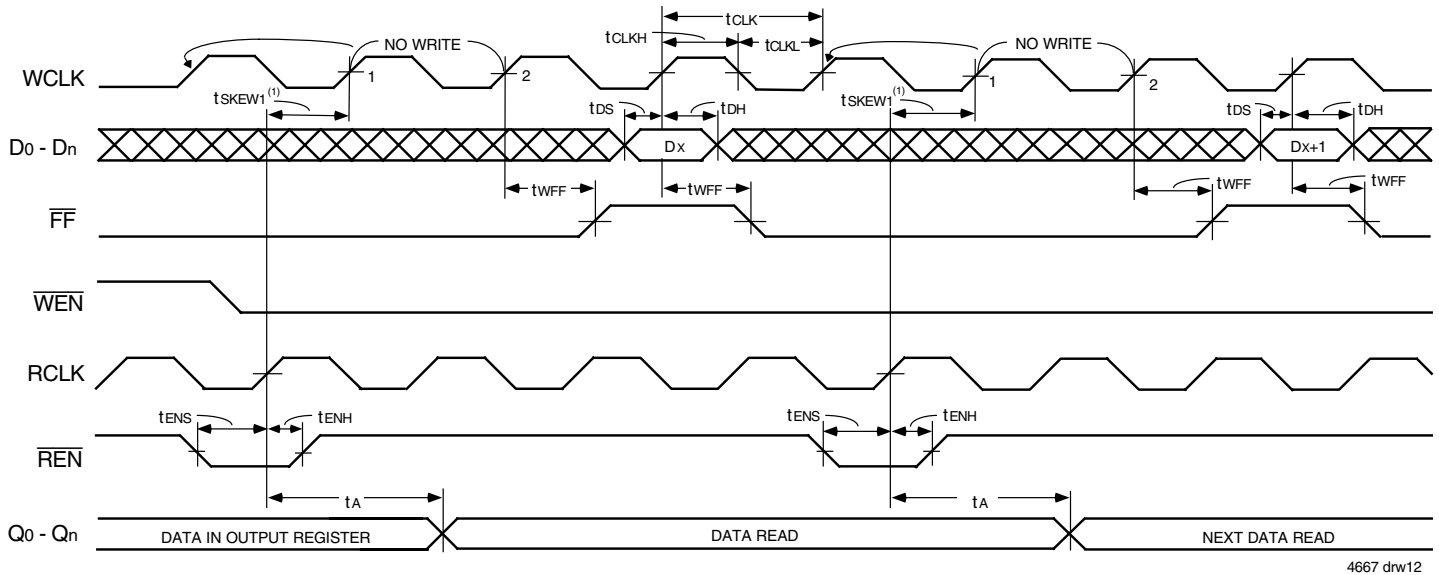 tCLK
tCLKH
tCLKL
NO WRITE
NO WRITE
WCLK
1
2
1
2
tSKEW1(1)
tDS
tDH
tSKEW1(1)
tDS
tDH
D0 - Dn
Dx
Dx+1
tWFF
tWFF
tWFF
tWFF
FF
WEN
RCLK
tENS
tENH
tENS
tENH
REN
tA
tA
Q0 - Qn
DATA IN OUTPUT REGISTER
DATA READ
NEXT DATA READ
4667 drw12